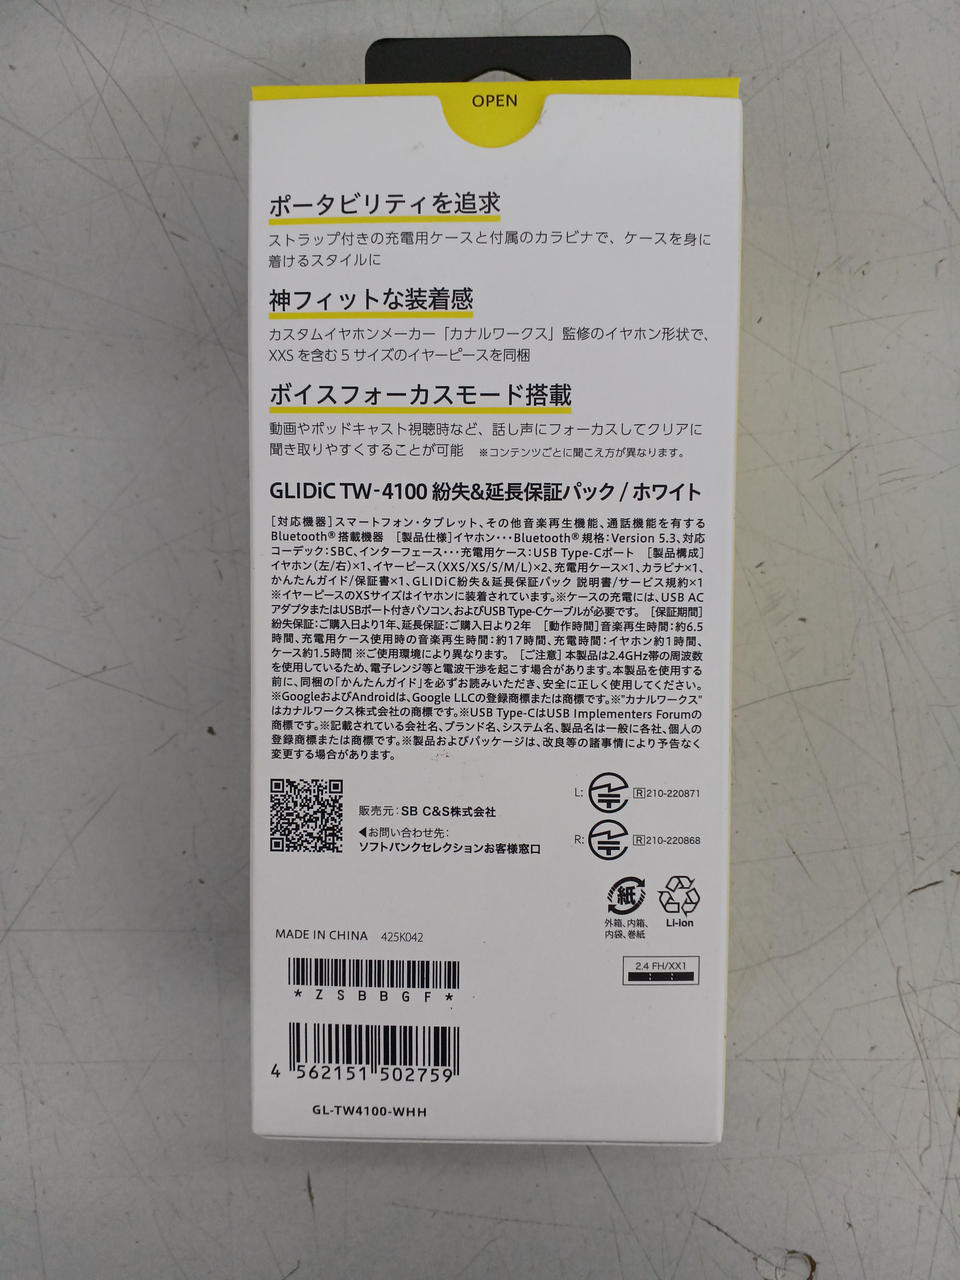 OPEN
ポータビリティを追求
ストラップ付きの充電用ケースと付属のカラビナで、ケースを身に
着けるスタイルに
神フィットな装着感
カスタムイヤホンメーカー「カナルワークス」監修のイヤホン形状で、
XXS を含む 5 サイズのイヤーピースを同梱
ボイスフォーカスモード搭載
動画やポッドキャスト視聴時など、話し声にフォーカスしてクリアに
聞き取りやすくすることが可能 ※コンテンツごとに聞こえ方が異なります。
GLIDiC TW-4100 紛失&延長保証パック / ホワイト
[対応機器]スマートフォン・タブレット、その他音楽再生機能、通話機能を有する
Bluetooth®搭載機器 [製品仕様]イヤホン･･･Bluetooth®規格：Version 5.3、対応
コーデック：SBC、インターフェース･･･充電用ケース：USB Type-Cポート [製品構成]
イヤホン（左/右）×1、イヤーピース（XXS/XS/S/M/L）×2、充電用ケース×1、カラビナ×1、
かんたんガイド/保証書×1、GLIDiC紛失&延長保証パック 説明書/サービス規約×1
※イヤーピースのXSサイズはイヤホンに装着されています。※ケースの充電には、USB AC
アダプタまたはUSBポート付きパソコン、およびUSB Type-Cケーブルが必要です。 [保証期間]
紛失保証：ご購入日より1年、延長保証：ご購入日より2年 [動作時間]音楽再生時間：約6.5
時間、充電用ケース使用時の音楽再生時間：約17時間、充電時間：イヤホン約1時間、
ケース約1.5時間 ※ご使用環境により異なります。 [ご注意] 本製品は2.4GHz帯の周波数
を使用しているため、電子レンジ等と電波干渉を起こす場合があります。本製品を使用する
前に、同梱の「かんたんガイド」を必ずお読みいただき、安全に正しく使用してください。
※GoogleおよびAndroidは、Google LLCの登録商標または商標です。※"カナルワークス"
はカナルワークス株式会社の商標です。※USB Type-CはUSB Implementers Forumの
商標です。※記載されている会社名、ブランド名、システム名、製品名は一般に各社、個人の
登録商標または商標です。※製品およびパッケージは、改良等の諸事情により予告なく
変更する場合があります。
販売元：SB C&S株式会社
◀お問い合わせ先：
ソフトバンクセレクションお客様窓口
L: R 210-220871
R: R 210-220868
紙
外箱、内箱、
内袋、巻紙
Li-ion
MADE IN CHINA 425K042
2.4 FH/XX1
* Z S B B G F *
4 562151 502759
GL-TW4100-WHH